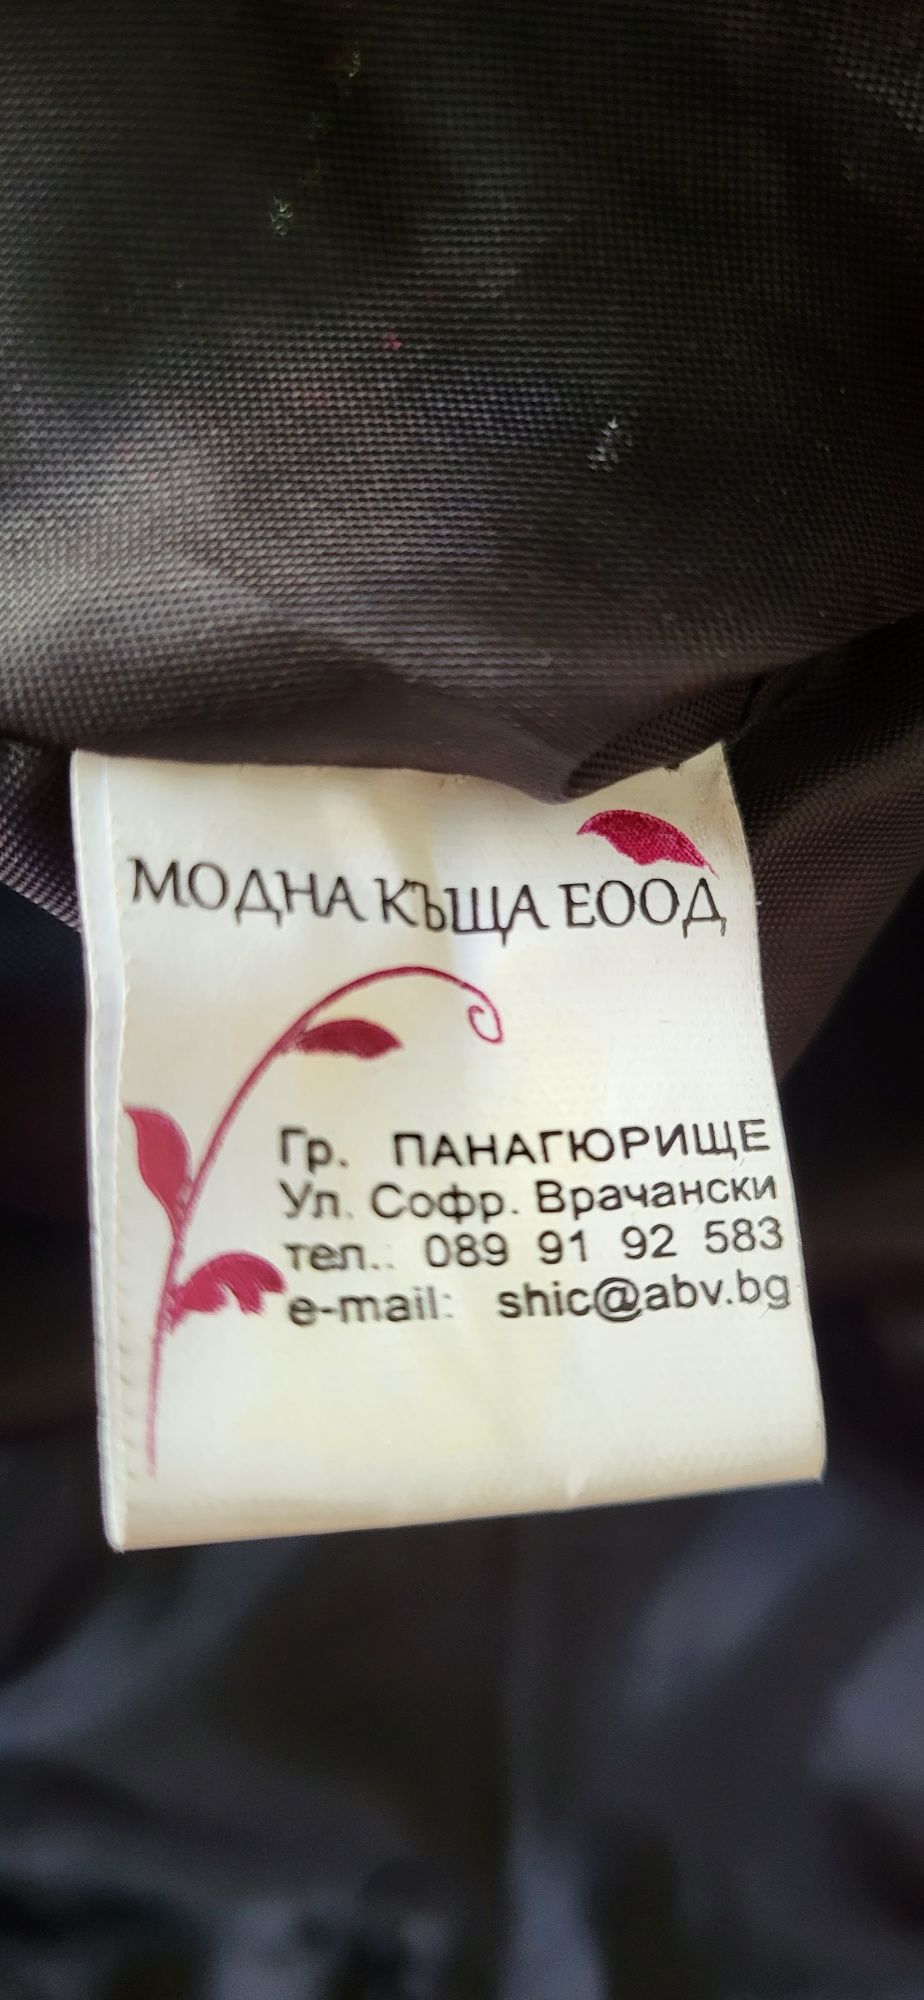 МОДНА КЪЩА ЕООД
Гр. ПАНАГЮРИЩЕ
Ул. Софр. Врачански
тел.: 089 91 92 583
e-mail: shic@abv.bg